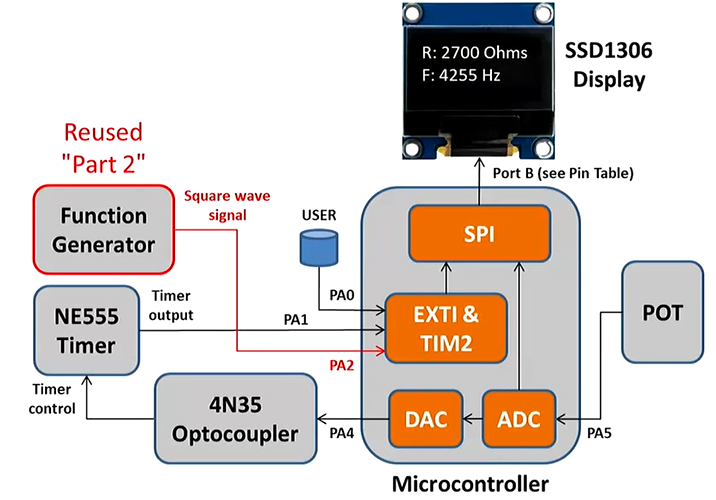 R: 2700 Ohms
F: 4255 Hz
SSD1306
Display
Reused
"Part 2"
Port B (see Pin Table)
Function
Generator
Square wave
signal
USER
SPI
PA0
NE555
Timer
Timer
output
PA1
EXTI &
TIM2
POT
PA2
Timer
control
4N35
Optocoupler
PA4
DAC
ADC
PA5
Microcontroller